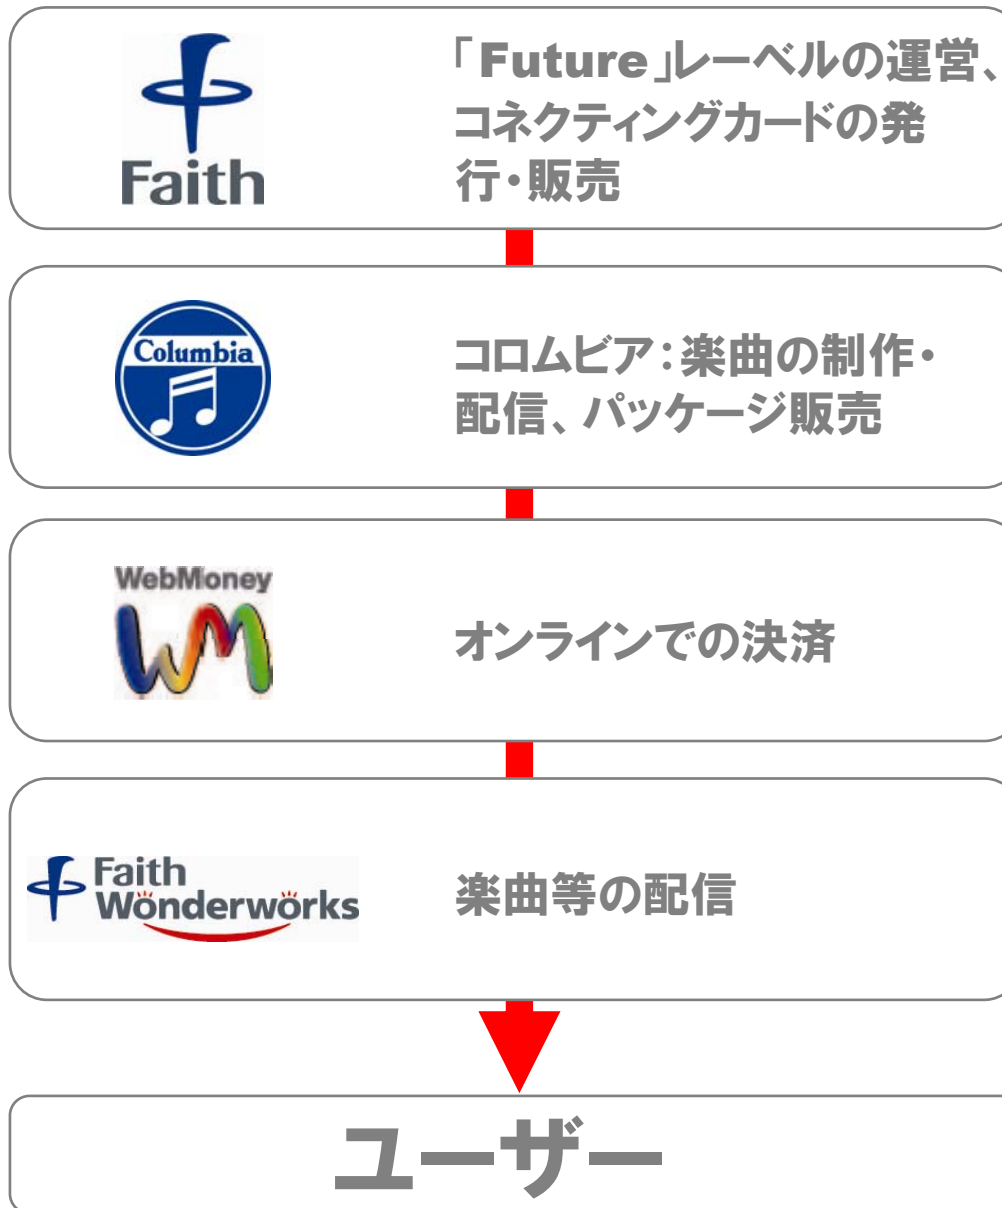 Faith
「Future」レーベルの運営、
コネクティングカードの発
行・販売
Columbia
コロムビア：楽曲の制作・
配信、パッケージ販売
WebMoney
WM
オンラインでの決済
Faith
Wönderwörks
楽曲等の配信
ユーザー